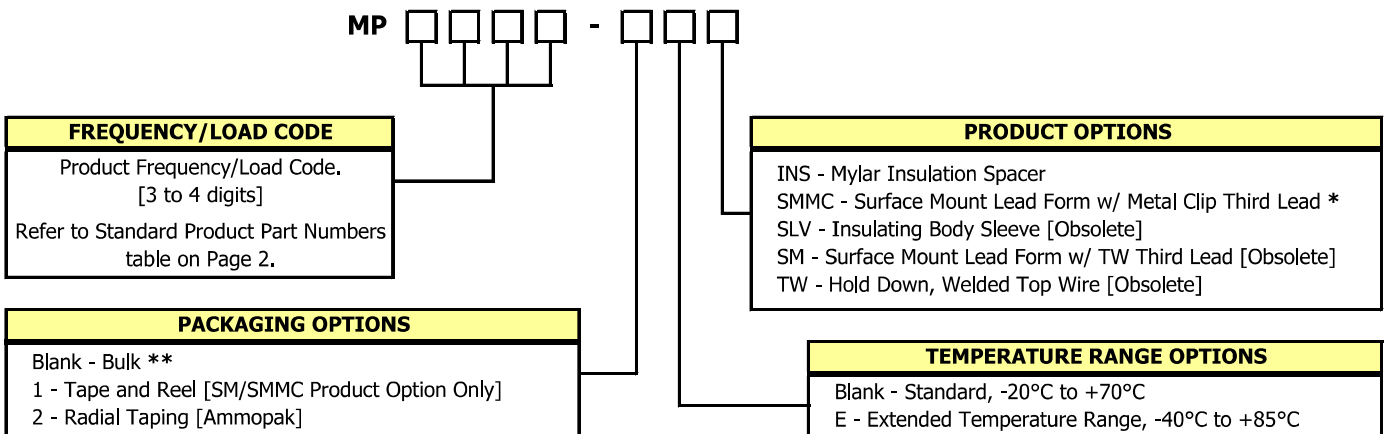 MP -
FREQUENCY/LOAD CODE
Product Frequency/Load Code.
[3 to 4 digits]
Refer to Standard Product Part Numbers
table on Page 2.
PRODUCT OPTIONS
INS - Mylar Insulation Spacer
SMMC - Surface Mount Lead Form w/ Metal Clip Third Lead *
SLV - Insulating Body Sleeve [Obsolete]
SM - Surface Mount Lead Form w/ TW Third Lead [Obsolete]
TW - Hold Down, Welded Top Wire [Obsolete]
PACKAGING OPTIONS
Blank - Bulk **
1 - Tape and Reel [SM/SMMC Product Option Only]
2 - Radial Taping [Ammopak]
TEMPERATURE RANGE OPTIONS
Blank - Standard, -20°C to +70°C
E - Extended Temperature Range, -40°C to +85°C